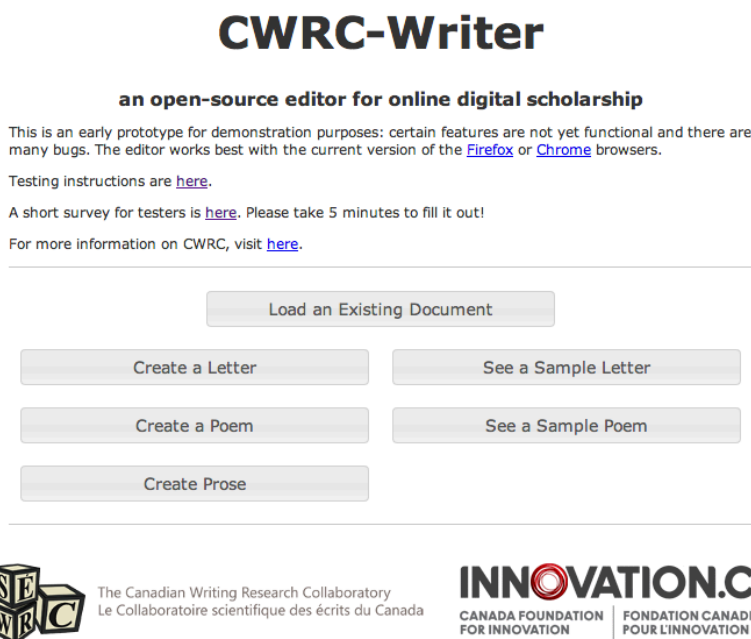 CWRC-Writer
an open-source editor for online digital scholarship
This is an early prototype for demonstration purposes: certain features are not yet functional and there are
many bugs. The editor works best with the current version of the Firefox or Chrome browsers.
Testing instructions are here.
A short survey for testers is here. Please take 5 minutes to fill it out!
For more information on CWRC, visit here.
Load an Existing Document
Create a Letter
See a Sample Letter
Create a Poem
See a Sample Poem
Create Prose
S É
W R C
The Canadian Writing Research Collaboratory
Le Collaboratoire scientifique des écrits du Canada
INNOVATION.C
CANADA FOUNDATION
FOR INNOVATION
FONDATION CANADI
POUR L'INNOVATION